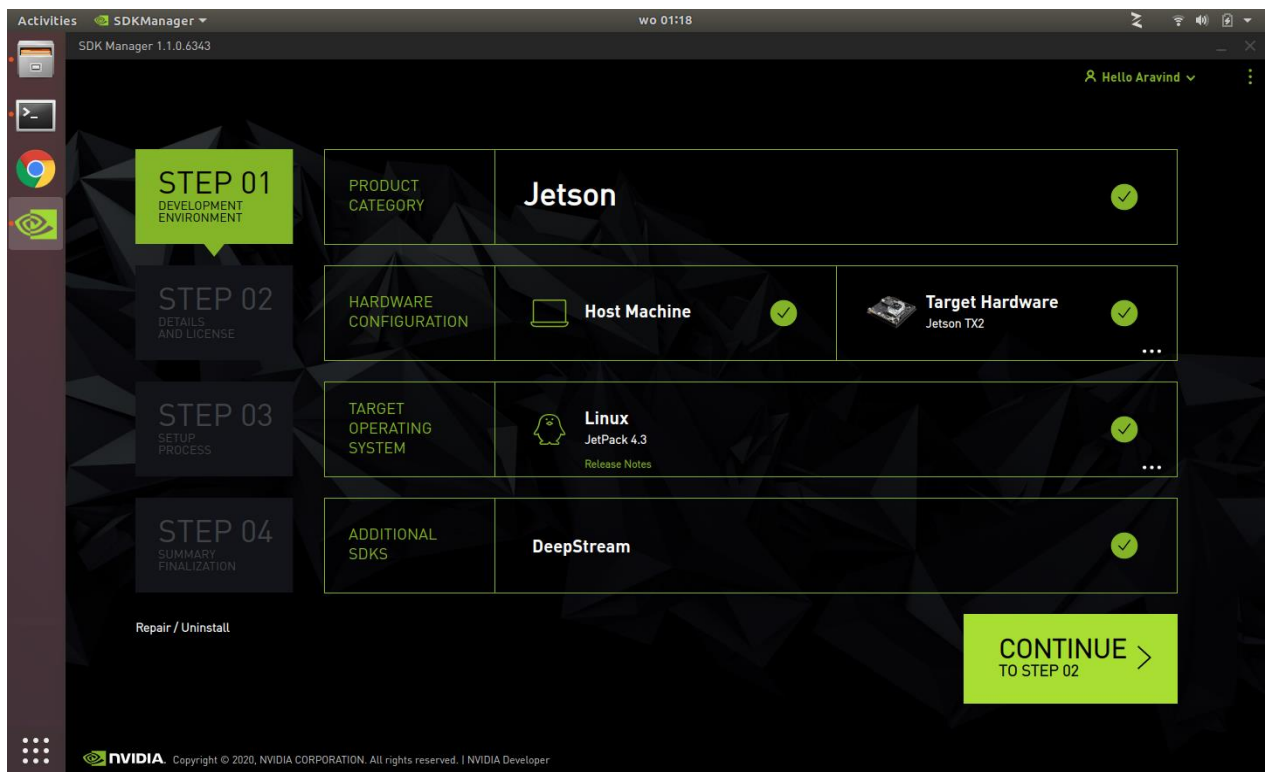 Activities SDKManager wo 01:18
SDK Manager 1.1.0.6343
Hello Aravind
STEP 01
DEVELOPMENT
ENVIRONMENT
PRODUCT
CATEGORY
Jetson
STEP 02
DETAILS
AND LICENSE
HARDWARE
CONFIGURATION
Host Machine
Target Hardware
Jetson TX2
...
STEP 03
SETUP
PROCESS
TARGET
OPERATING
SYSTEM
Linux
JetPack 4.3
Release Notes
...
STEP 04
SUMMARY
FINALIZATION
ADDITIONAL
SDKS
DeepStream
Repair / Uninstall
CONTINUE >
TO STEP 02
NVIDIA. Copyright © 2020, NVIDIA CORPORATION. All rights reserved. | NVIDIA Developer